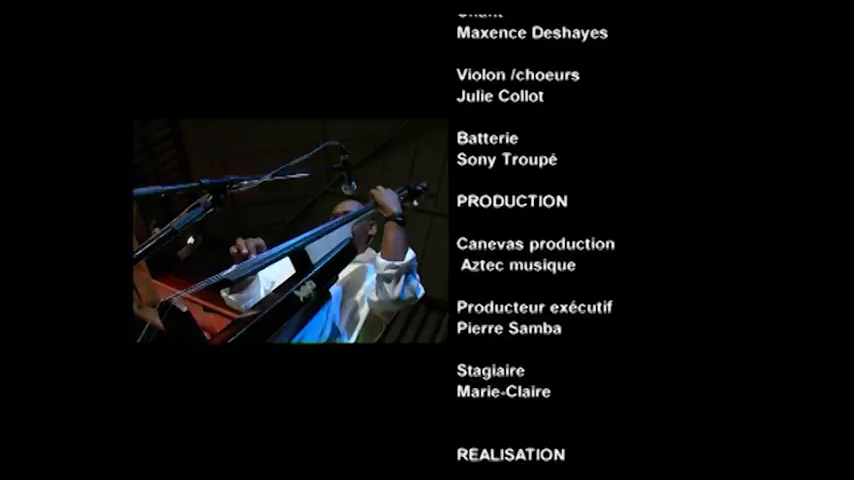 Maxence Deshayes
Violon /choeurs
Julie Collot
Batterie
Sony Troupé
PRODUCTION
Canevas production
Aztec musique
Producteur exécutif
Pierre Samba
Stagiaire
Marie-Claire
REALISATION